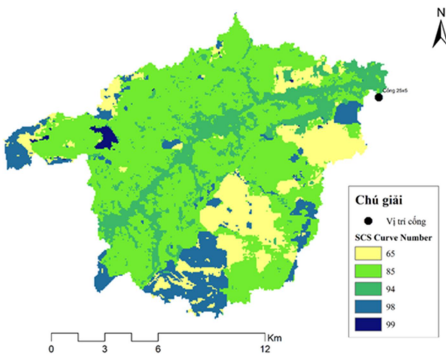 N
Cống 25x5
Chú giải
Vị trí cống
SCS Curve Number
65
85
94
98
99
Km
0 3 6 12